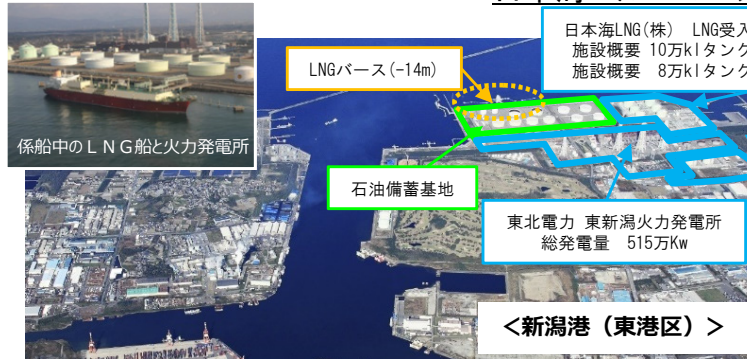 日本海LNG(株) LNG受入
施設概要 10万klタンク
施設概要 8万klタンク
LNGバース(-14m)
係船中のLNG船と火力発電所
石油備蓄基地
東北電力 東新潟火力発電所
総発電量 515万Kw
<新潟港（東港区）>